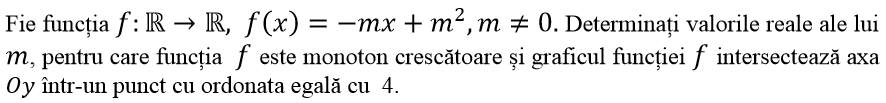 Fie funcția f: ℝ → ℝ, f(x) = −mx + m², m ≠ 0. Determinați valorile reale ale lui
m, pentru care funcția f este monoton crescătoare și graficul funcției f intersectează axa
Oy într-un punct cu ordonata egală cu 4.